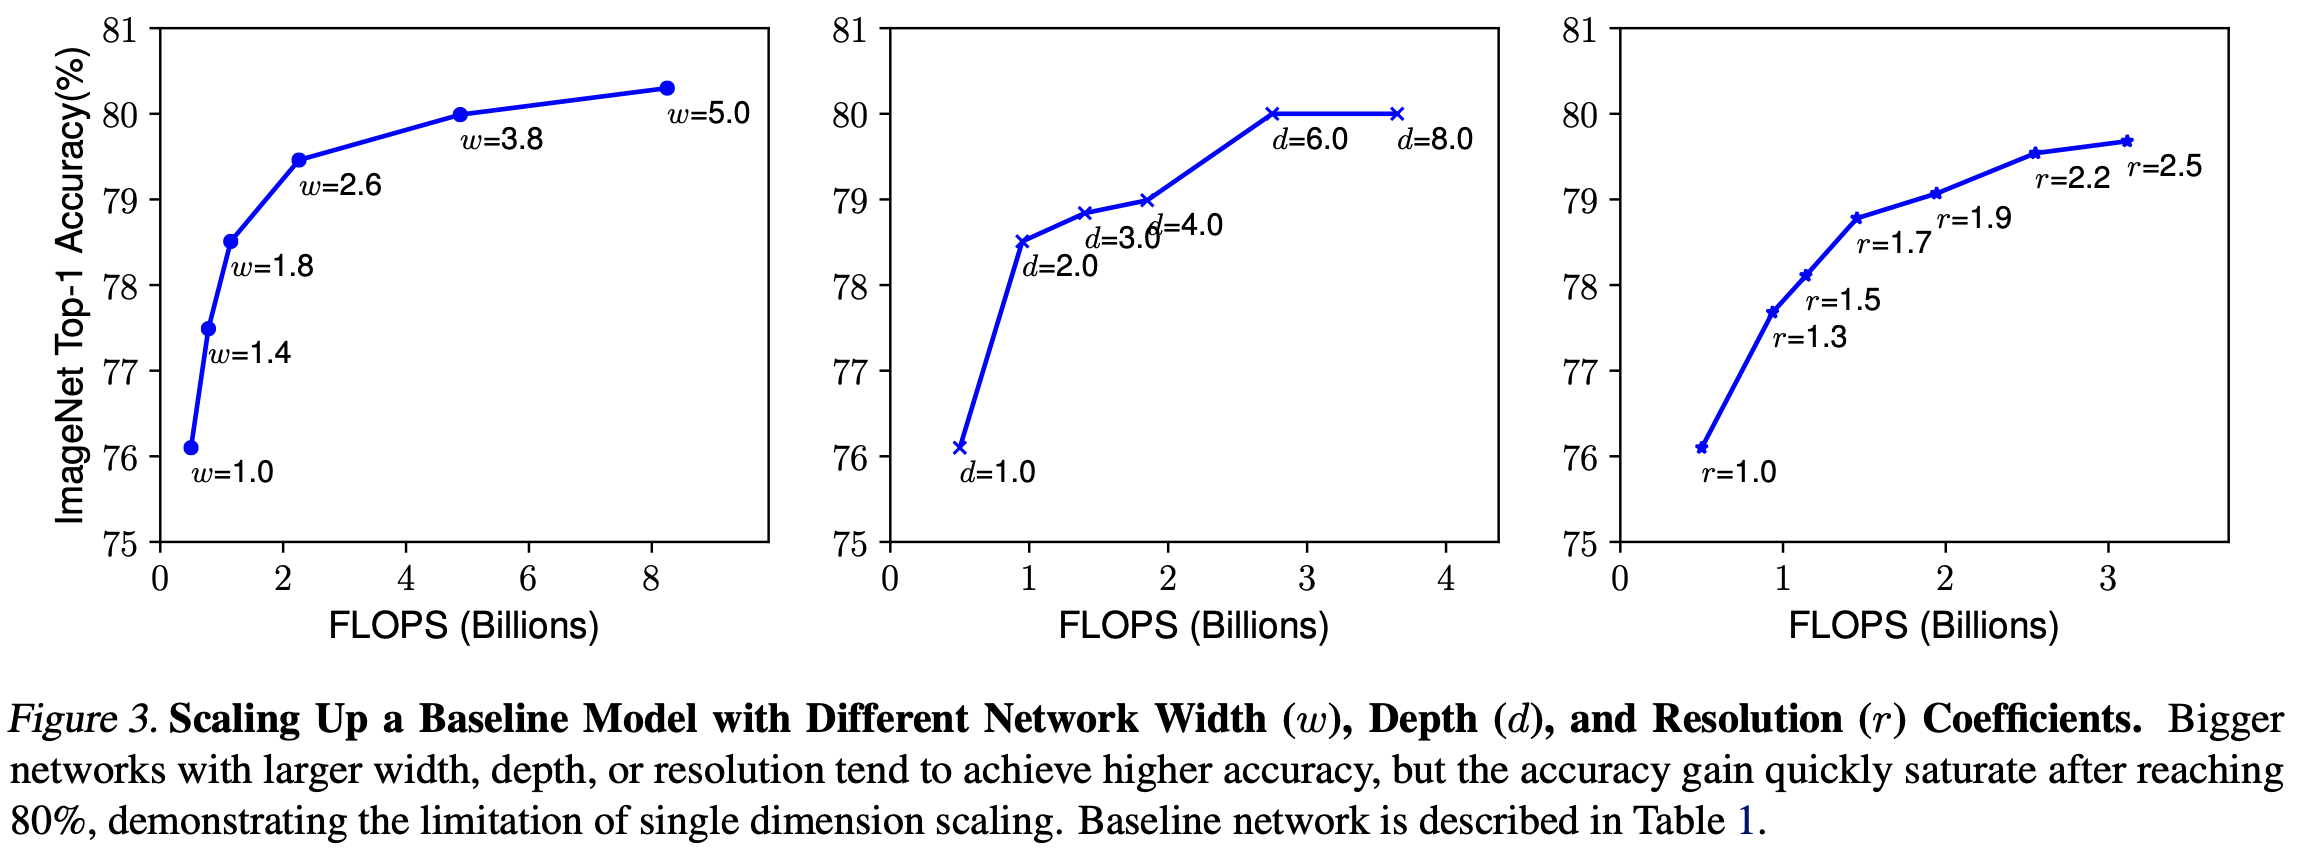 ImageNet Top-1 Accuracy(%)
81
80
79
78
77
76
75
w=1.0
w=1.4
w=1.8
w=2.6
w=3.8
w=5.0
0 2 4 6 8
FLOPS (Billions)
81
80
79
78
77
76
75
d=1.0
d=2.0
d=3.0
d=4.0
d=6.0
d=8.0
0 1 2 3 4
FLOPS (Billions)
81
80
79
78
77
76
75
r=1.0
r=1.3
r=1.5
r=1.7
r=1.9
r=2.2
r=2.5
0 1 2 3
FLOPS (Billions)
Figure 3. Scaling Up a Baseline Model with Different Network Width (w), Depth (d), and Resolution (r) Coefficients. Bigger
networks with larger width, depth, or resolution tend to achieve higher accuracy, but the accuracy gain quickly saturate after reaching
80%, demonstrating the limitation of single dimension scaling. Baseline network is described in Table 1.